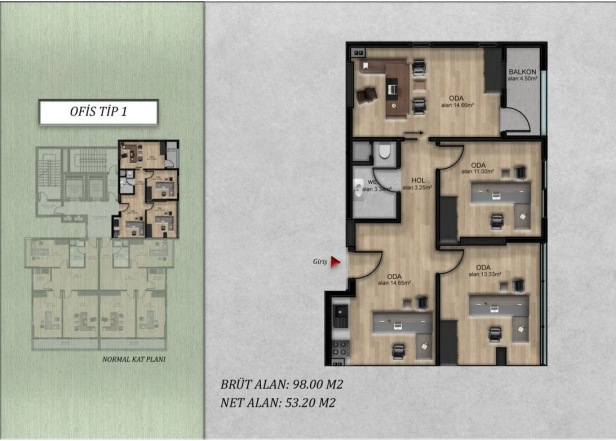 OFİS TİP 1
NORMAL KAT PLANI
BALKON
alan:4.50m²
ODA
alan:14.66m²
ODA
alan:11.00m²
WC
HOL
alan:3.25m²
Giriş
ODA
alan:14.65m²
ODA
alan:13.33m²
BRÜT ALAN: 98.00 M2
NET ALAN: 53.20 M2